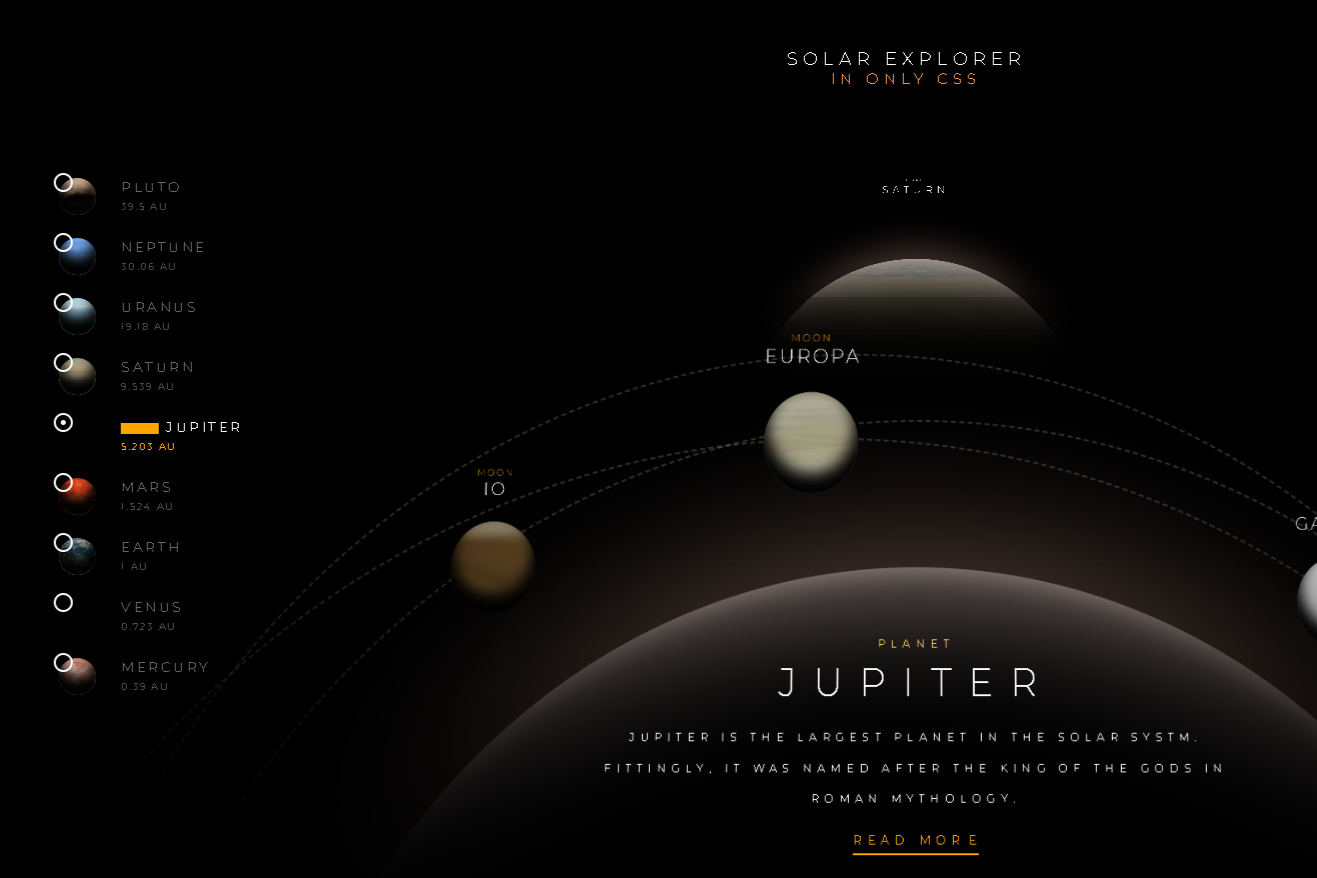 SOLAR EXPLORER
IN ONLY CSS
PLUTO
39.5 AU
NEPTUNE
30.06 AU
URANUS
19.18 AU
SATURN
9.539 AU
JUPITER
5.203 AU
MARS
1.524 AU
EARTH
1 AU
VENUS
0.723 AU
MERCURY
0.39 AU
SATURN
MOON
EUROPA
MOON
IO
GA
PLANET
JUPITER
JUPITER IS THE LARGEST PLANET IN THE SOLAR SYSTM.
FITTINGLY, IT WAS NAMED AFTER THE KING OF THE GODS IN
ROMAN MYTHOLOGY.
READ MORE